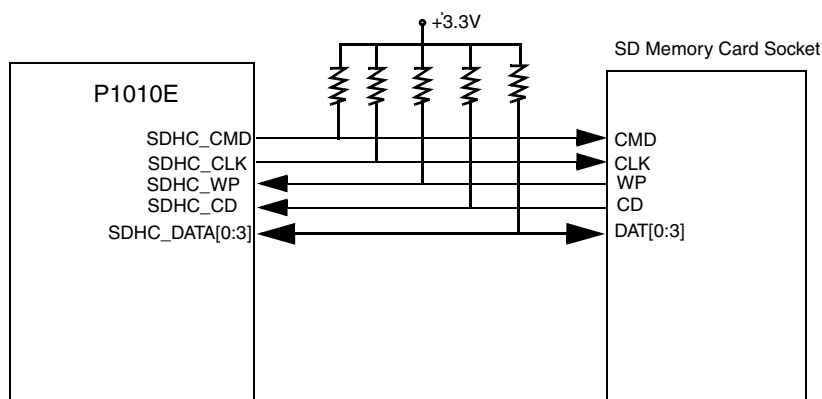 +3.3V
SD Memory Card Socket
P1010E
SDHC_CMD
CMD
SDHC_CLK
CLK
SDHC_WP
WP
SDHC_CD
CD
SDHC_DATA[0:3]
DAT[0:3]